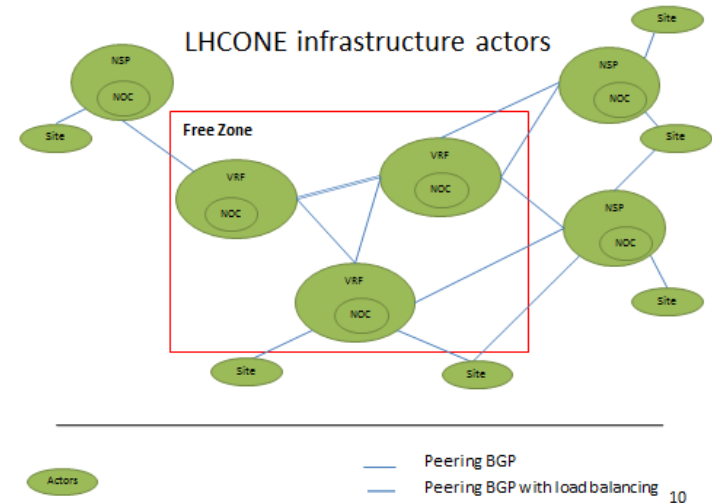 LHCONE infrastructure actors
Site
NSP
NOC
Site
NSP
NOC
Site
Free Zone
VRF
NOC
VRF
NOC
NSP
NOC
VRF
NOC
Site
Site
Site
Actors
Peering BGP
Peering BGP with load balancing
10